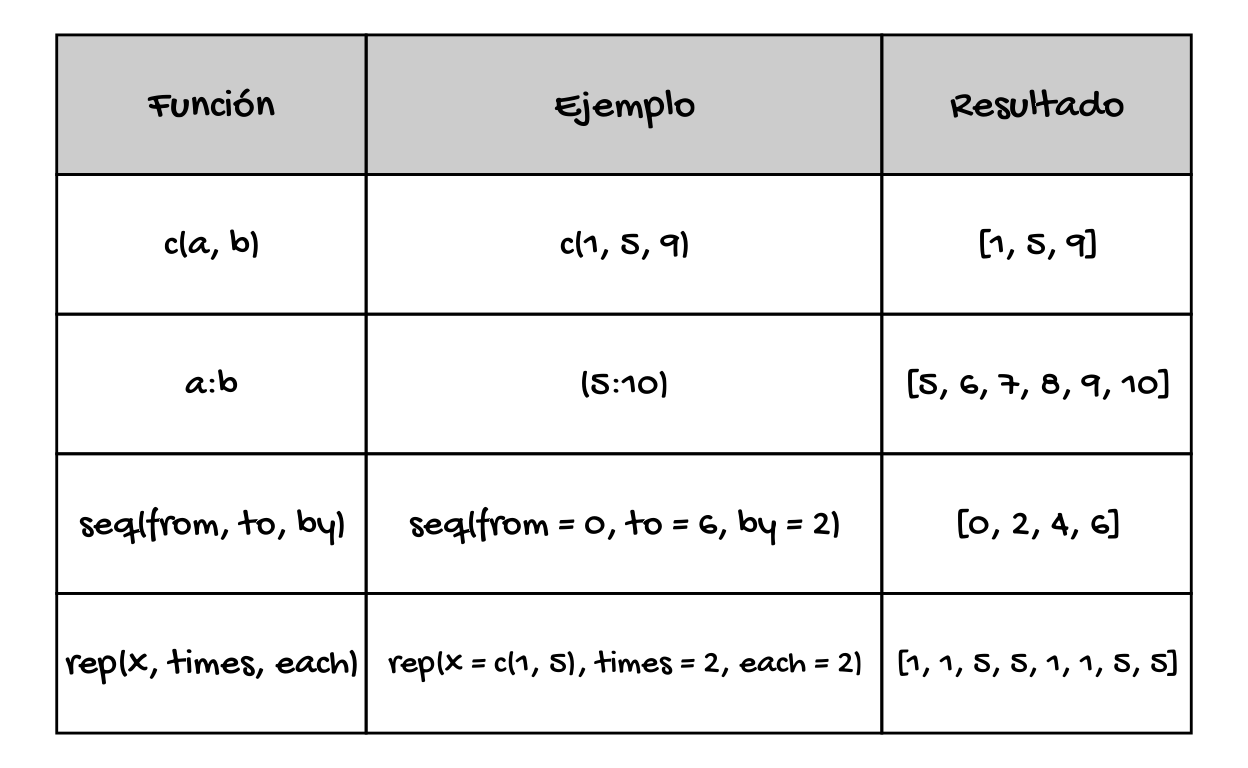 Función Ejemplo Resultado
c(a, b) c(1, 5, 9) [1, 5, 9]
a:b (5:10) [5, 6, 7, 8, 9, 10]
seq(from, to, by) seq(from = 0, to = 6, by = 2) [0, 2, 4, 6]
rep(x, times, each) rep(x = c(1, 5), times = 2, each = 2) [1, 1, 5, 5, 1, 1, 5, 5]